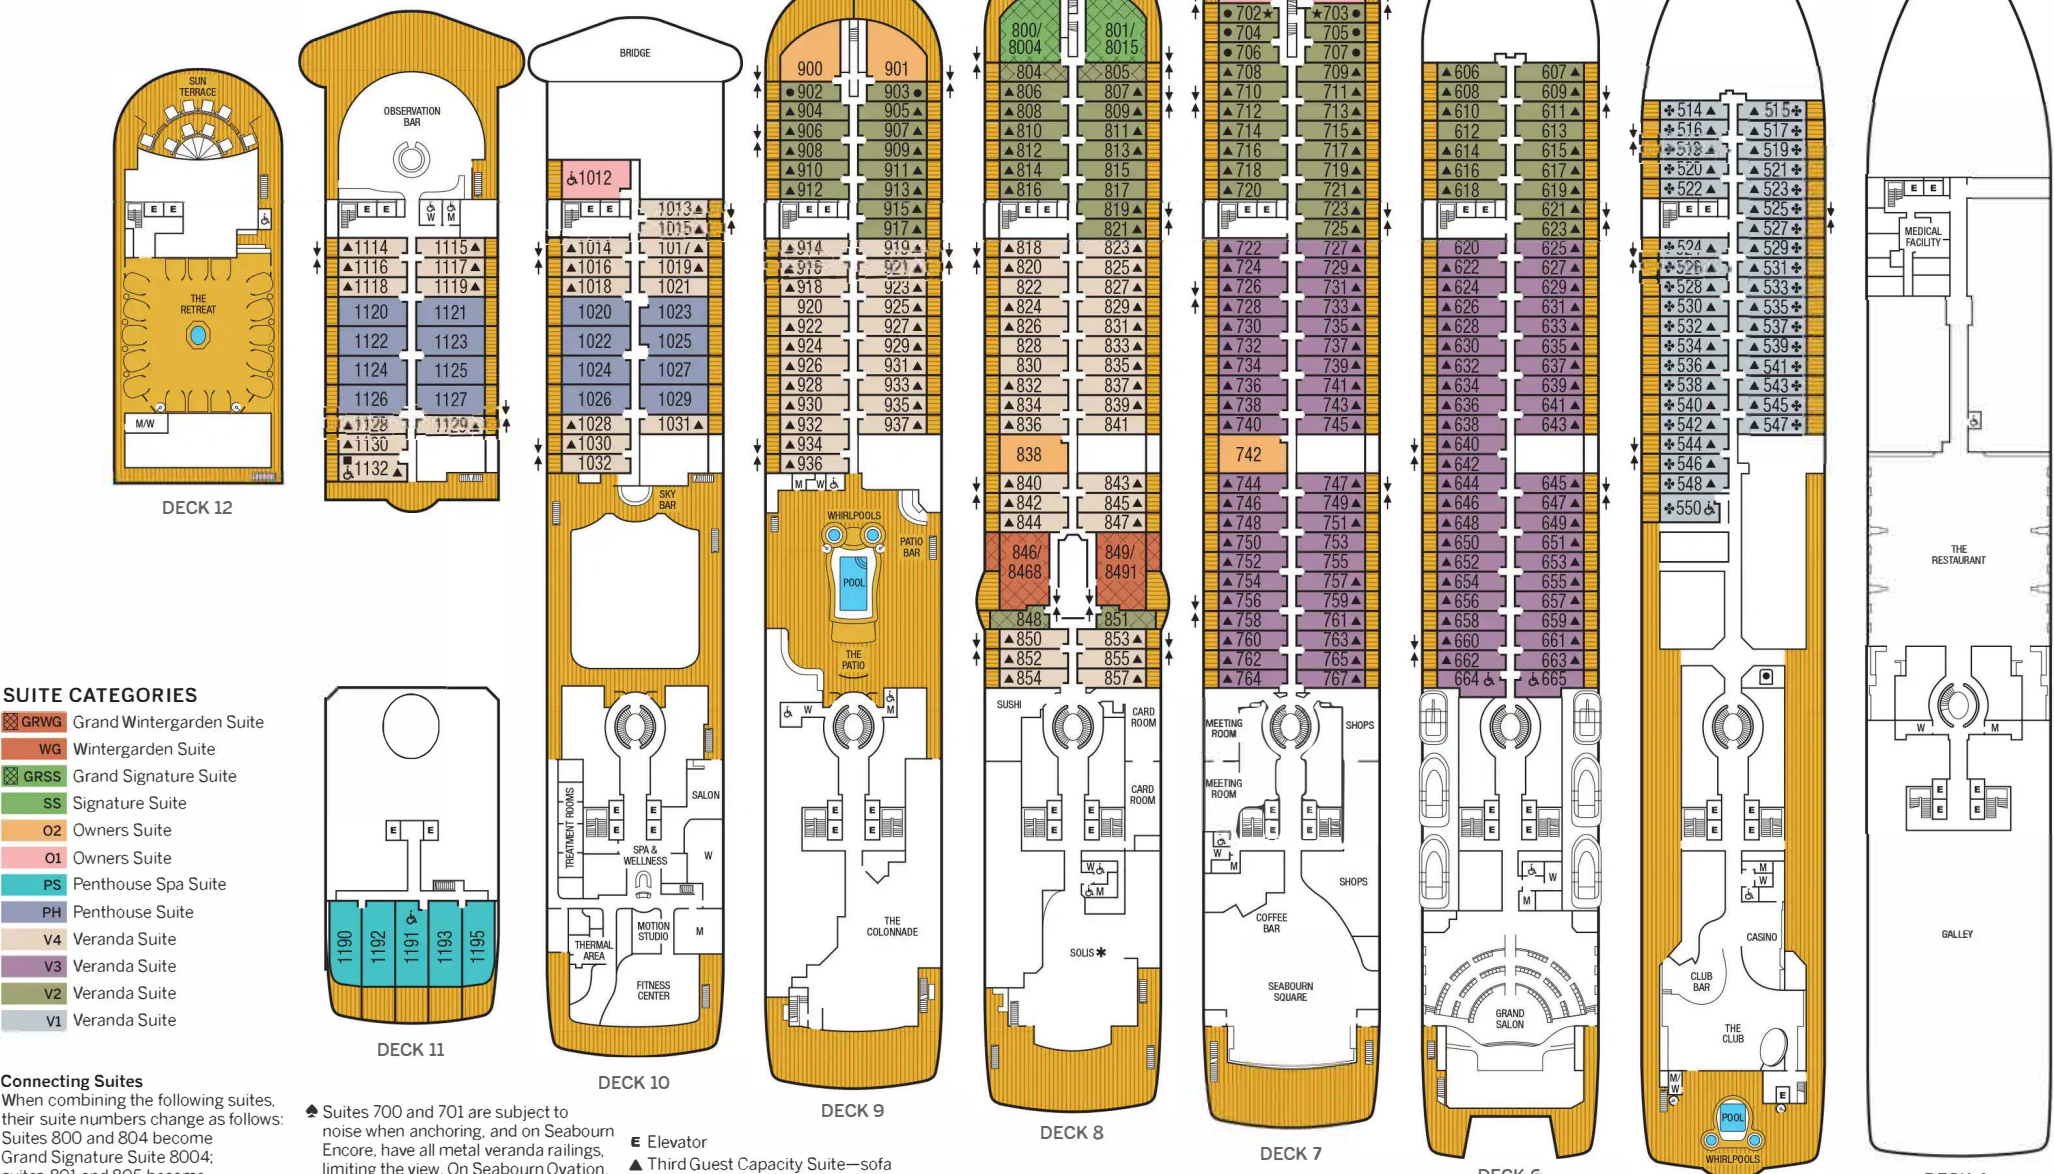 SUN
TERRACE
THE
RETREAT
M/W
DECK 12
OBSERVATION
BAR
E E
W M
▲1114 1115▲
▲1116 1117▲
▲1118 1119▲
1120 1121
1122 1123
1124 1125
1126 1127
▲1128 1129▲
▲1130
1132▲
E E
1190 1192 1191 1193 1195
DECK 11
BRIDGE
1012
E E
1013▲
1015▲
▲1014 1017▲
▲1016 1019▲
▲1018 1021
1020 1023
1022 1025
1024 1027
1026 1029
▲1028 1031▲
▲1030
1032
SKY
BAR
TREATMENT ROOMS
SALON
E E
E E
SPA &
WELLNESS
W
MOTION
STUDIO
M
THERMAL
AREA
FITNESS
CENTER
DECK 10
900 901
●902 903●
▲904 905▲
▲906 907▲
▲908 909▲
▲910 911▲
▲912 913▲
E E
915▲
917▲
▲914 919▲
▲916 921▲
▲918 923▲
920 925▲
▲922 927▲
▲924 929▲
▲926 931▲
▲928 933▲
▲930 935▲
▲932 937▲
▲934
▲936
M W
WHIRLPOOLS
PATIO
BAR
POOL
THE
PATIO
W M
E E
E E
THE
COLONNADE
DECK 9
800/
8004
801/
8015
804 805
▲806 807▲
▲808 809▲
▲810 811▲
▲812 813▲
▲814 815
▲816 817
E E
819▲
821▲
▲818 823▲
▲820 825▲
822 827▲
▲824 829▲
▲826 831▲
828 833▲
830 835▲
▲832 837▲
▲834 839▲
▲836 841
838
▲840 843▲
▲842 845▲
▲844 847▲
846/
8468
849/
8491
848 851
▲850 853▲
▲852 855▲
▲854 857▲
SUSHI
CARD
ROOM
CARD
ROOM
E E
E E
W
M
SOLIS*
DECK 8
●702★ ★703●
●704 705●
●706 707●
▲708 709▲
▲710 711▲
▲712 713▲
▲714 715▲
▲716 717▲
▲718 719▲
▲720 721▲
E E
723▲
725▲
▲722 727▲
▲724 729▲
▲726 731▲
▲728 733▲
▲730 735▲
▲732 737▲
▲734 739▲
▲736 741▲
▲738 743▲
▲740 745▲
742
▲744 747▲
▲746 749▲
▲748 751▲
▲750 753
▲752 755
▲754 757▲
▲756 759▲
▲758 761▲
▲760 763▲
▲762 765▲
▲764 767▲
MEETING
ROOM
SHOPS
MEETING
ROOM
E E
E E
W
M
SHOPS
COFFEE
BAR
SEABOURN
SQUARE
DECK 7
▲606 607▲
▲608 609▲
▲610 611▲
612 613
▲614 615▲
▲616 617▲
▲618 619▲
E E
621▲
623▲
620 625▲
▲622 627▲
▲624 629▲
▲626 631▲
▲628 633▲
▲630 635▲
▲632 637▲
▲634 639▲
▲636 641▲
▲638 643▲
▲640
▲642
▲644 645▲
▲646 647▲
▲648 649▲
▲650 651▲
▲652 653▲
▲654 655▲
▲656 657▲
▲658 659▲
▲660 661▲
▲662 663▲
664 665
E E
E E
W
M
GRAND
SALON
✤514▲ ▲515✤
✤516▲ ▲517✤
✤518▲ ▲519✤
✤520▲ ▲521✤
✤522▲ ▲523✤
E E
▲525✤
▲527✤
✤524▲ ▲529✤
✤526▲ ▲531✤
✤528▲ ▲533✤
✤530▲ ▲535✤
✤532▲ ▲537✤
✤534▲ ▲539✤
✤536▲ ▲541✤
✤538▲ ▲543✤
✤540▲ ▲545✤
✤542▲ ▲547✤
✤544▲
✤546▲
✤548▲
✤550
E E
E E
M
W
CASINO
CLUB
BAR
THE
CLUB
M/
W
E
POOL
WHIRLPOOLS
E E
MEDICAL
FACILITY
THE
RESTAURANT
W M
E E
E E
GALLEY
SUITE CATEGORIES
GRWG Grand Wintergarden Suite
WG Wintergarden Suite
GRSS Grand Signature Suite
SS Signature Suite
O2 Owners Suite
O1 Owners Suite
PS Penthouse Spa Suite
PH Penthouse Suite
V4 Veranda Suite
V3 Veranda Suite
V2 Veranda Suite
V1 Veranda Suite
Connecting Suites
When combining the following suites,
their suite numbers change as follows:
Suites 800 and 804 become
Grand Signature Suite 8004;
suites 801 and 805 become
♠ Suites 700 and 701 are subject to
noise when anchoring, and on Seabourn
Encore, have all metal veranda railings,
limiting the view. On Seabourn Ovation,
E Elevator
▲ Third Guest Capacity Suite—sofa